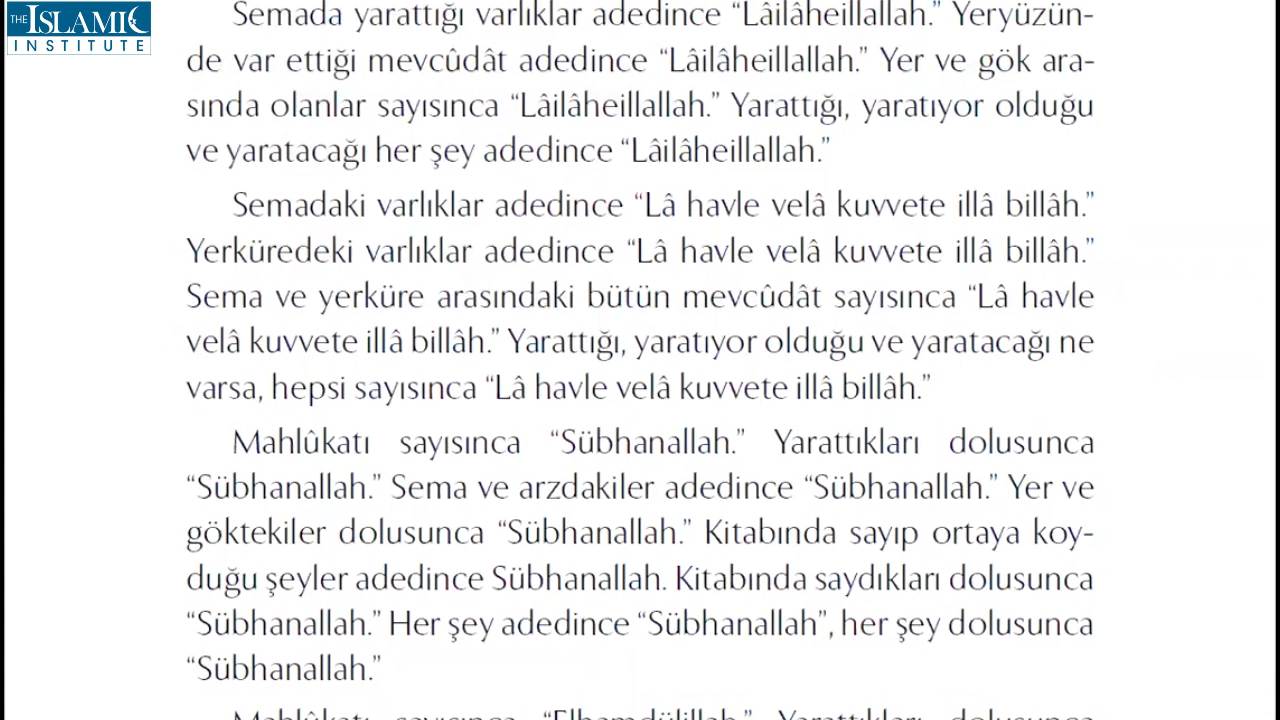 THE ISLAMIC
INSTITUTE
Semada yarattığı varlıklar adedince “Lâilâheillallah.” Yeryüzün-
de var ettiği mevcûdât adedince “Lâilâheillallah.” Yer ve gök ara-
sında olanlar sayısınca “Lâilâheillallah.” Yarattığı, yaratıyor olduğu
ve yaratacağı her şey adedince “Lâilâheillallah.”
Semadaki varlıklar adedince “Lâ havle velâ kuvvete illâ billâh.”
Yerküredeki varlıklar adedince “Lâ havle velâ kuvvete illâ billâh.”
Sema ve yerküre arasındaki bütün mevcûdât sayısınca “Lâ havle
velâ kuvvete illâ billâh.” Yarattığı, yaratıyor olduğu ve yaratacağı ne
varsa, hepsi sayısınca “Lâ havle velâ kuvvete illâ billâh.”
Mahlûkatı sayısınca “Sübhanallah.” Yarattıkları dolusunca
“Sübhanallah.” Sema ve arzdakiler adedince “Sübhanallah.” Yer ve
göktekiler dolusunca “Sübhanallah.” Kitabında sayıp ortaya koy-
duğu şeyler adedince Sübhanallah. Kitabında saydıkları dolusunca
“Sübhanallah.” Her şey adedince “Sübhanallah”, her şey dolusunca
“Sübhanallah.”
Mahlûkatı sayısınca “Elhamdülillah.” Yarattıkları dolusunca